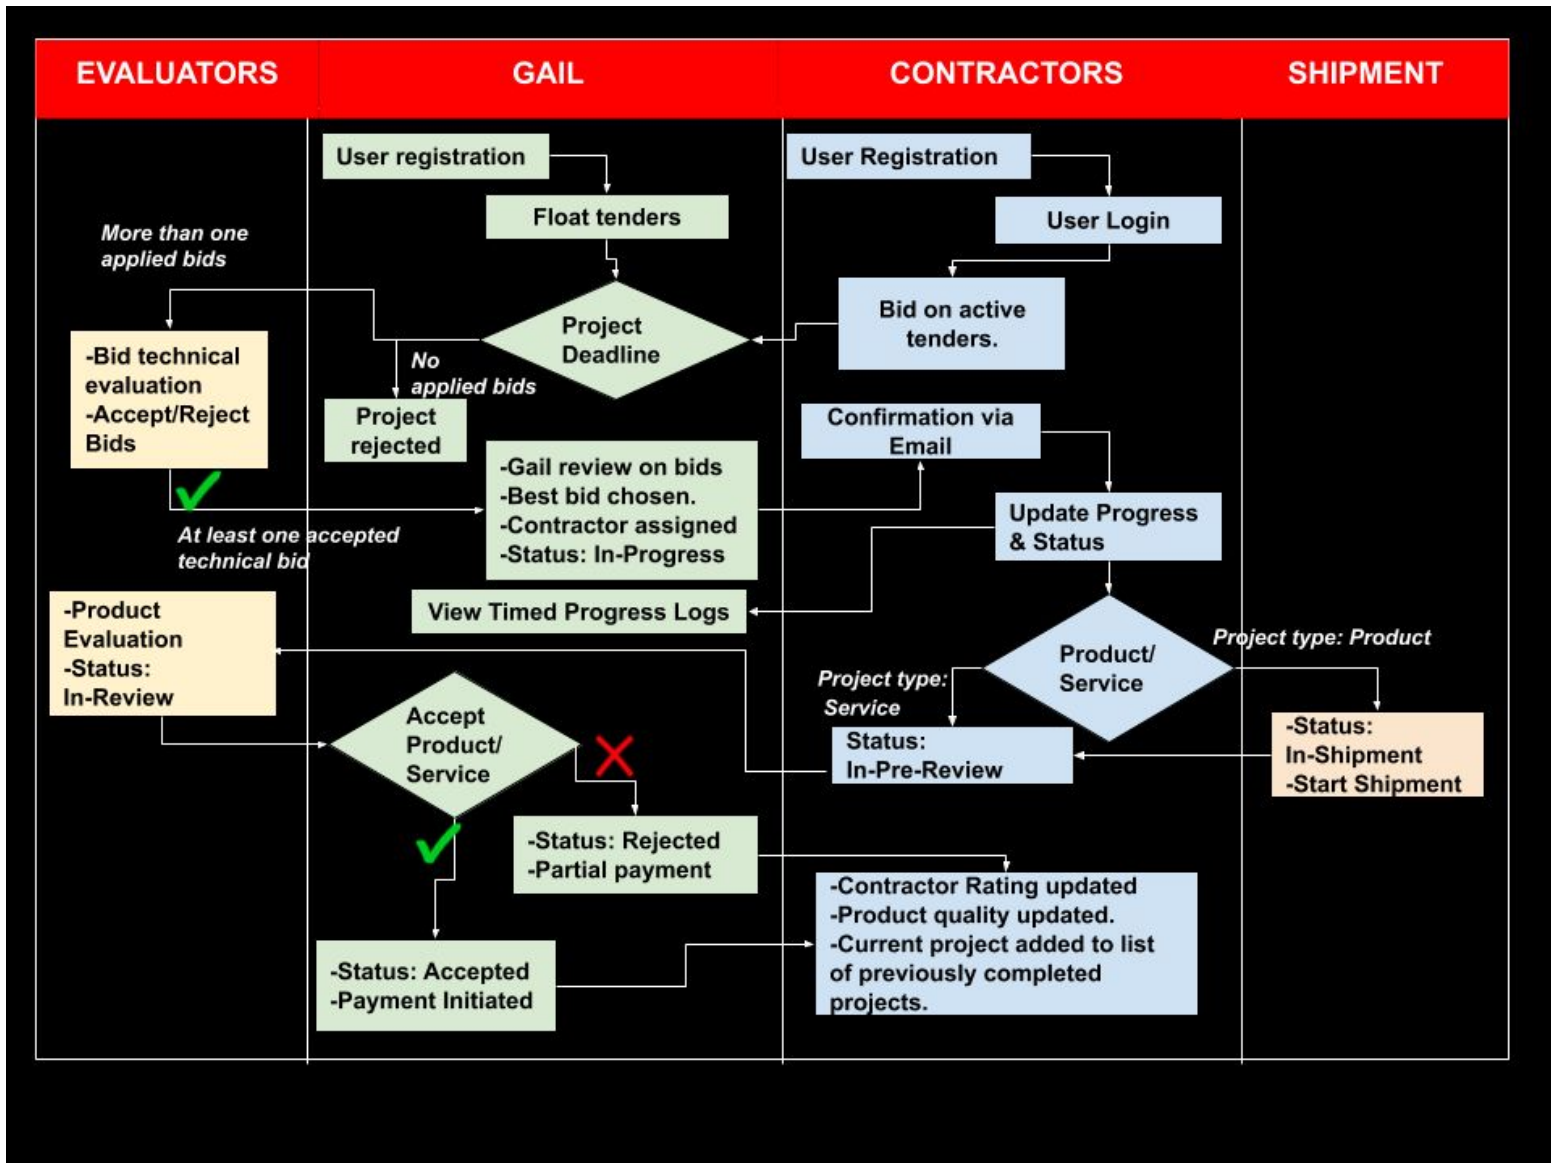 EVALUATORS
GAIL
CONTRACTORS
SHIPMENT
User registration
User Registration
Float tenders
User Login
More than one
applied bids
Bid on active
tenders.
Project
Deadline
-Bid technical
evaluation
-Accept/Reject
Bids
No
applied bids
Project
rejected
Confirmation via
Email
-Gail review on bids
-Best bid chosen.
-Contractor assigned
-Status: In-Progress
Update Progress
& Status
At least one accepted
technical bid
View Timed Progress Logs
-Product
Evaluation
-Status:
In-Review
Product/
Service
Project type: Product
Project type:
Service
Accept
Product/
Service
Status:
In-Pre-Review
-Status:
In-Shipment
-Start Shipment
-Status: Rejected
-Partial payment
-Contractor Rating updated
-Product quality updated.
-Current project added to list
of previously completed
projects.
-Status: Accepted
-Payment Initiated